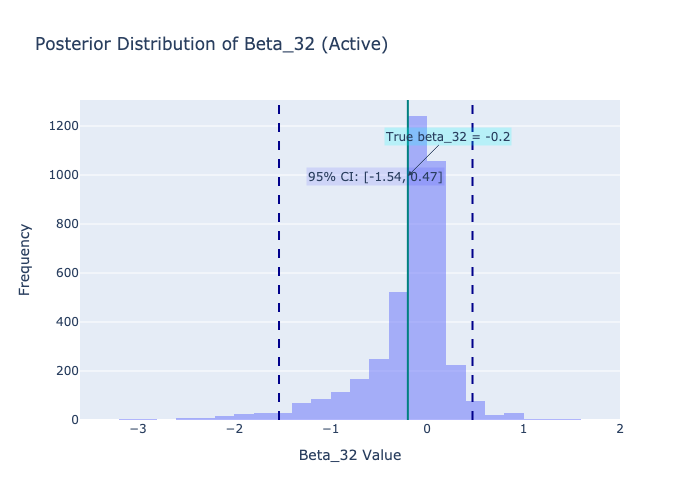 Posterior Distribution of Beta_32 (Active)
1200
1000
800
600
400
200
0
Frequency
True beta_32 = -0.2
95% CI: [-1.54, 0.47]
−3
−2
−1
0
1
2
Beta_32 Value